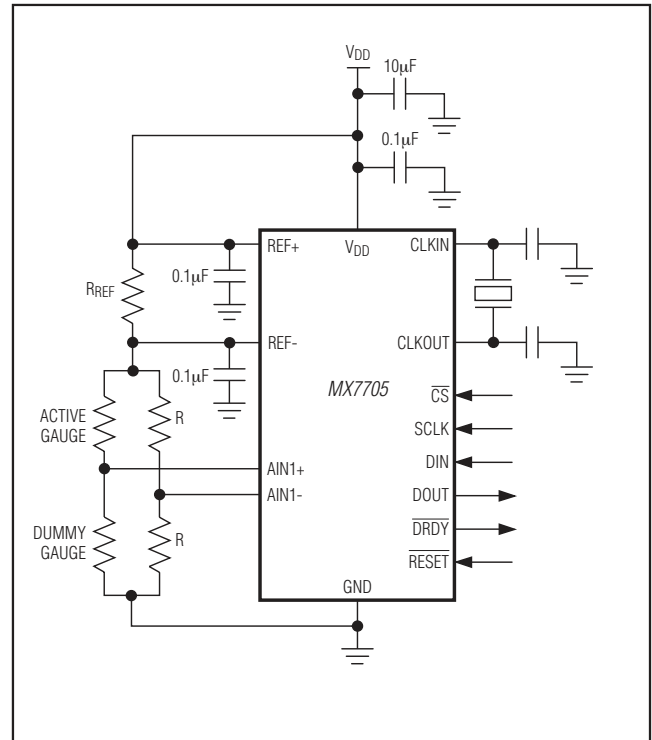 VDD
10µF
0.1µF
REF+
VDD
CLKIN
0.1µF
RREF
REF-
CLKOUT
0.1µF
MX7705
CS
ACTIVE
GAUGE
R
SCLK
DIN
AIN1+
DOUT
AIN1-
DRDY
DUMMY
GAUGE
R
RESET
GND